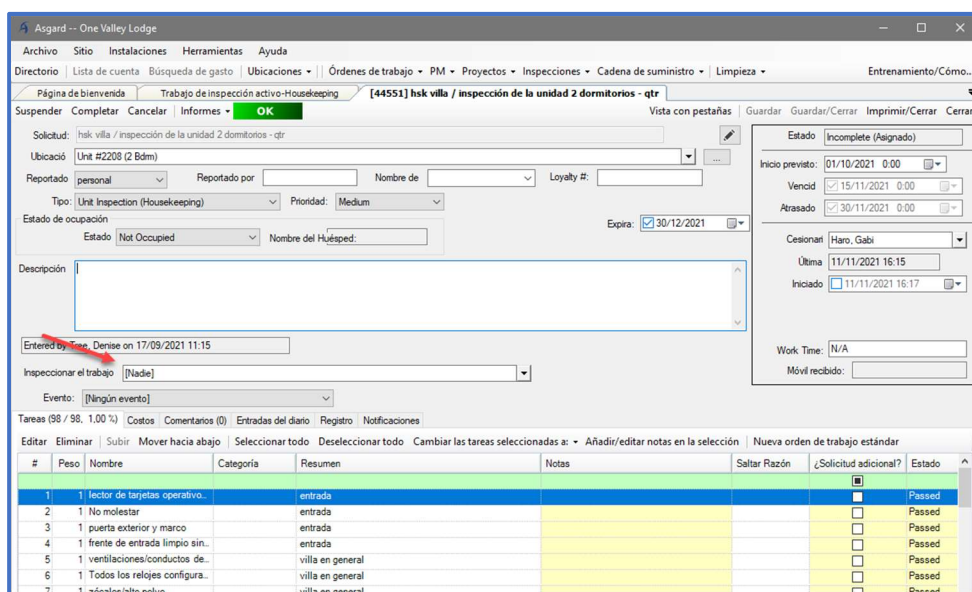 Asgard -- One Valley Lodge
Archivo Sitio Instalaciones Herramientas Ayuda
Directorio Lista de cuenta Búsqueda de gasto Ubicaciones Órdenes de trabajo PM Proyectos Inspecciones Cadena de suministro Limpieza Entrenamiento/Cómo...
Página de bienvenida Trabajo de inspección activo-Housekeeping [44551] hsk villa / inspección de la unidad 2 dormitorios - qtr
Suspender Completar Cancelar Informes OK Vista con pestañas Guardar Guardar/Cerrar Imprimir/Cerrar Cerrar
Solicitud: hsk villa / inspección de la unidad 2 dormitorios - qtr Estado Incomplete (Asignado)
Ubicació Unit #2208 (2 Bdrm) ... Inicio previsto: 01/10/2021 0:00
Reportado personal Reportado por Nombre de Loyalty #: Vencid 15/11/2021 0:00
Tipo: Unit Inspection (Housekeeping) Prioridad: Medium Atrasado 30/11/2021 0:00
Estado de ocupación Expira: 30/12/2021
Estado Not Occupied Nombre del Huésped: Cesionari Haro, Gabi
Última 11/11/2021 16:15
Descripción Iniciado 11/11/2021 16:17
Entered by Tree, Denise on 17/09/2021 11:15 Work Time: N/A
Inspeccionar el trabajo [Nadie] Móvil recibido:
Evento: [Ningún evento]
Tareas (98 / 98, 1,00 %) Costos Comentarios (0) Entradas del diario Registro Notificaciones
Editar Eliminar Subir Mover hacia abajo Seleccionar todo Deseleccionar todo Cambiar las tareas seleccionadas a: Añadir/editar notas en la selección Nueva orden de trabajo estándar
# Peso Nombre Categoría Resumen Notas Saltar Razón ¿Solicitud adicional? Estado
1 1 lector de tarjetas operativo... entrada Passed
2 1 No molestar entrada Passed
3 1 puerta exterior y marco entrada Passed
4 1 frente de entrada limpio sin... entrada Passed
5 1 ventilaciones/conductos de... villa en general Passed
6 1 Todos los relojes configura... villa en general Passed
7 1 zócalos/alto polvo villa en general Passed